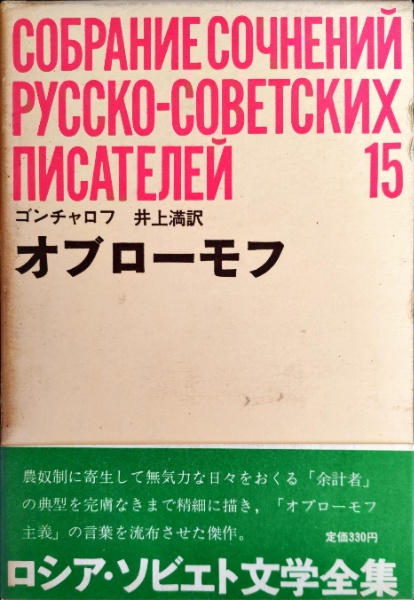 СОБРАНИЕ СОЧНЕНИЙ
РУССКО-СОВЕТСКИХ
ПИСАТЕЛЕЙ 15
ゴンチャロフ 井上満訳
オブローモフ
農奴制に寄生して無気力な日々をおくる「余計者」
の典型を完膚なきまで精細に描き，「オブローモフ
主義」の言葉を流布させた傑作。 定価330円
ロシア・ソビエト文学全集